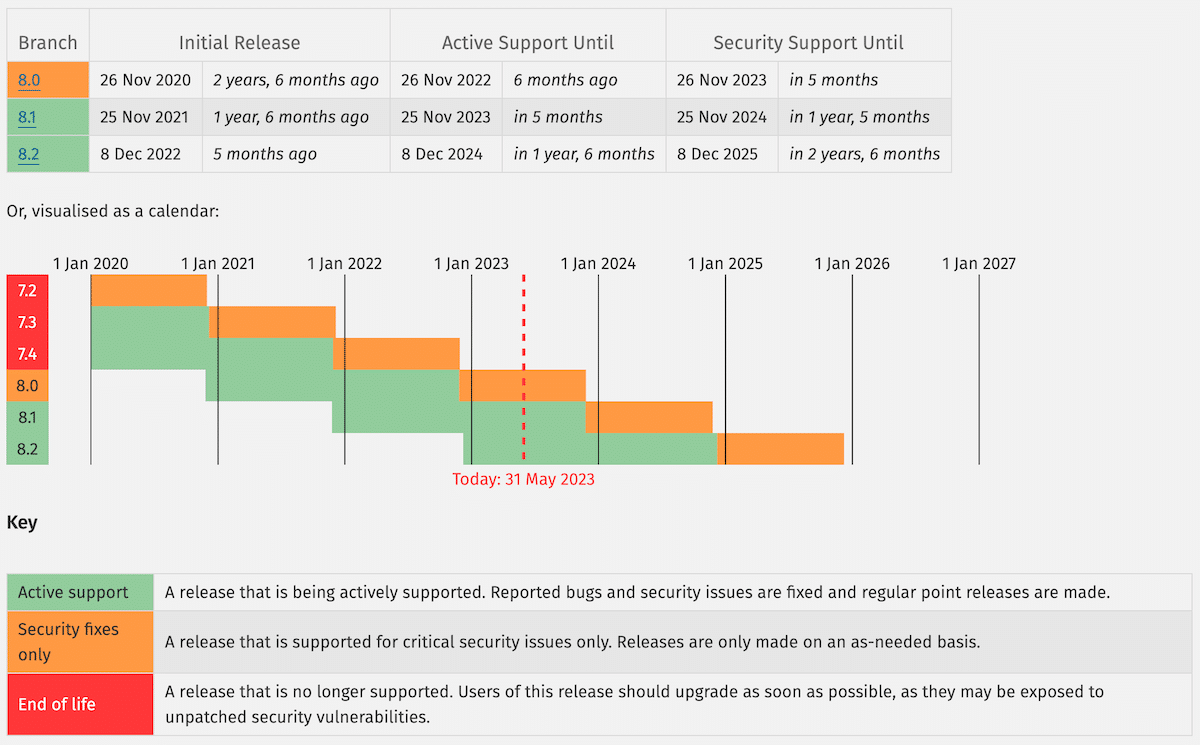 Branch Initial Release Active Support Until Security Support Until
8.0 26 Nov 2020 2 years, 6 months ago 26 Nov 2022 6 months ago 26 Nov 2023 in 5 months
8.1 25 Nov 2021 1 year, 6 months ago 25 Nov 2023 in 5 months 25 Nov 2024 in 1 year, 5 months
8.2 8 Dec 2022 5 months ago 8 Dec 2024 in 1 year, 6 months 8 Dec 2025 in 2 years, 6 months
Or, visualised as a calendar:
1 Jan 2020 1 Jan 2021 1 Jan 2022 1 Jan 2023 1 Jan 2024 1 Jan 2025 1 Jan 2026 1 Jan 2027
7.2
7.3
7.4
8.0
8.1
8.2
Today: 31 May 2023
Key
Active support A release that is being actively supported. Reported bugs and security issues are fixed and regular point releases are made.
Security fixes
only
A release that is supported for critical security issues only. Releases are only made on an as-needed basis.
End of life
A release that is no longer supported. Users of this release should upgrade as soon as possible, as they may be exposed to
unpatched security vulnerabilities.